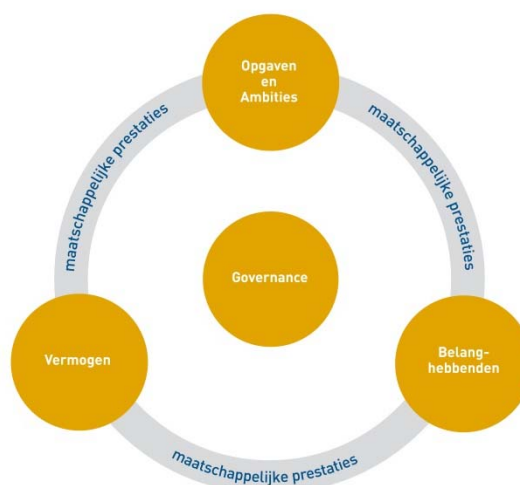 Opgaven
en
Ambities
maatschappelijke prestaties
maatschappelijke prestaties
Governance
Vermogen
Belang-
hebbenden
maatschappelijke prestaties